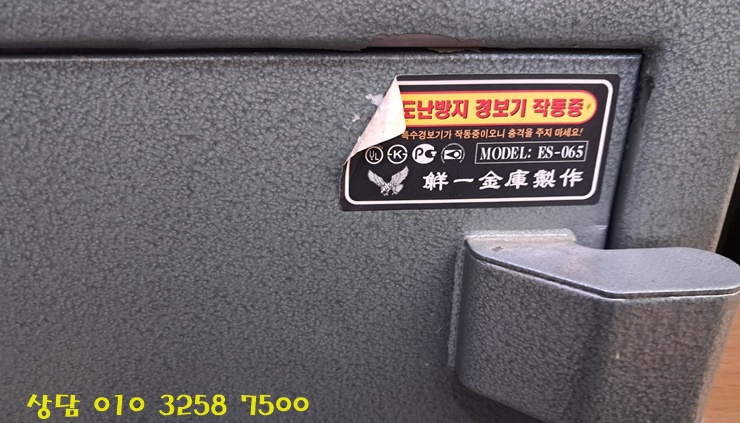 도난방지 경보기 작동중
특수경보기가 작동중이오니 충격을 주지 마세요!
UL K PG MODEL: ES-065
鮮一金庫製作
상담 010 3258 7500